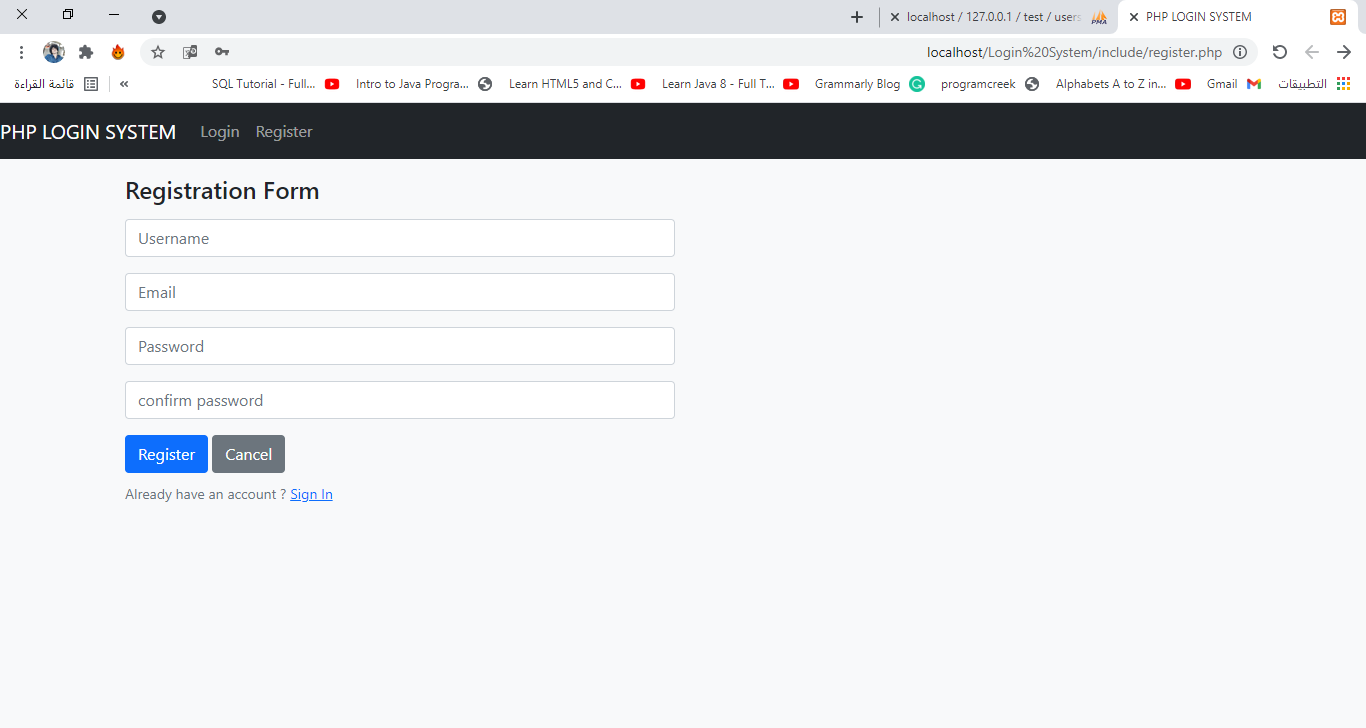 localhost / 127.0.0.1 / test / users
PMA
PHP LOGIN SYSTEM
localhost/Login%20System/include/register.php
قائمة القراءة
«
SQL Tutorial - Full...
Intro to Java Progra...
Learn HTML5 and C...
Learn Java 8 - Full T...
Grammarly Blog
programcreek
Alphabets A to Z in...
Gmail
التطبيقات
PHP LOGIN SYSTEM
Login
Register
Registration Form
Username
Email
Password
confirm password
Register
Cancel
Already have an account ? Sign In